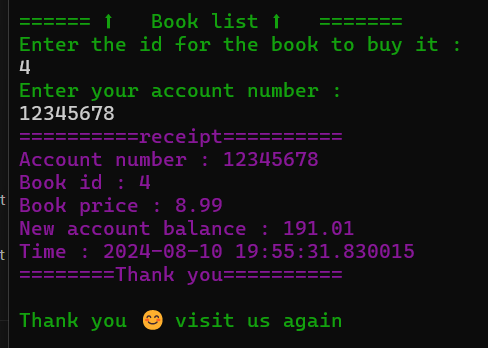 ====== ⬆ Book list ⬆ =======
Enter the id for the book to buy it :
4
Enter your account number :
12345678
==========receipt==========
Account number : 12345678
Book id : 4
Book price : 8.99
New account balance : 191.01
Time : 2024-08-10 19:55:31.830015
========Thank you==========
Thank you 😊 visit us again
t
t